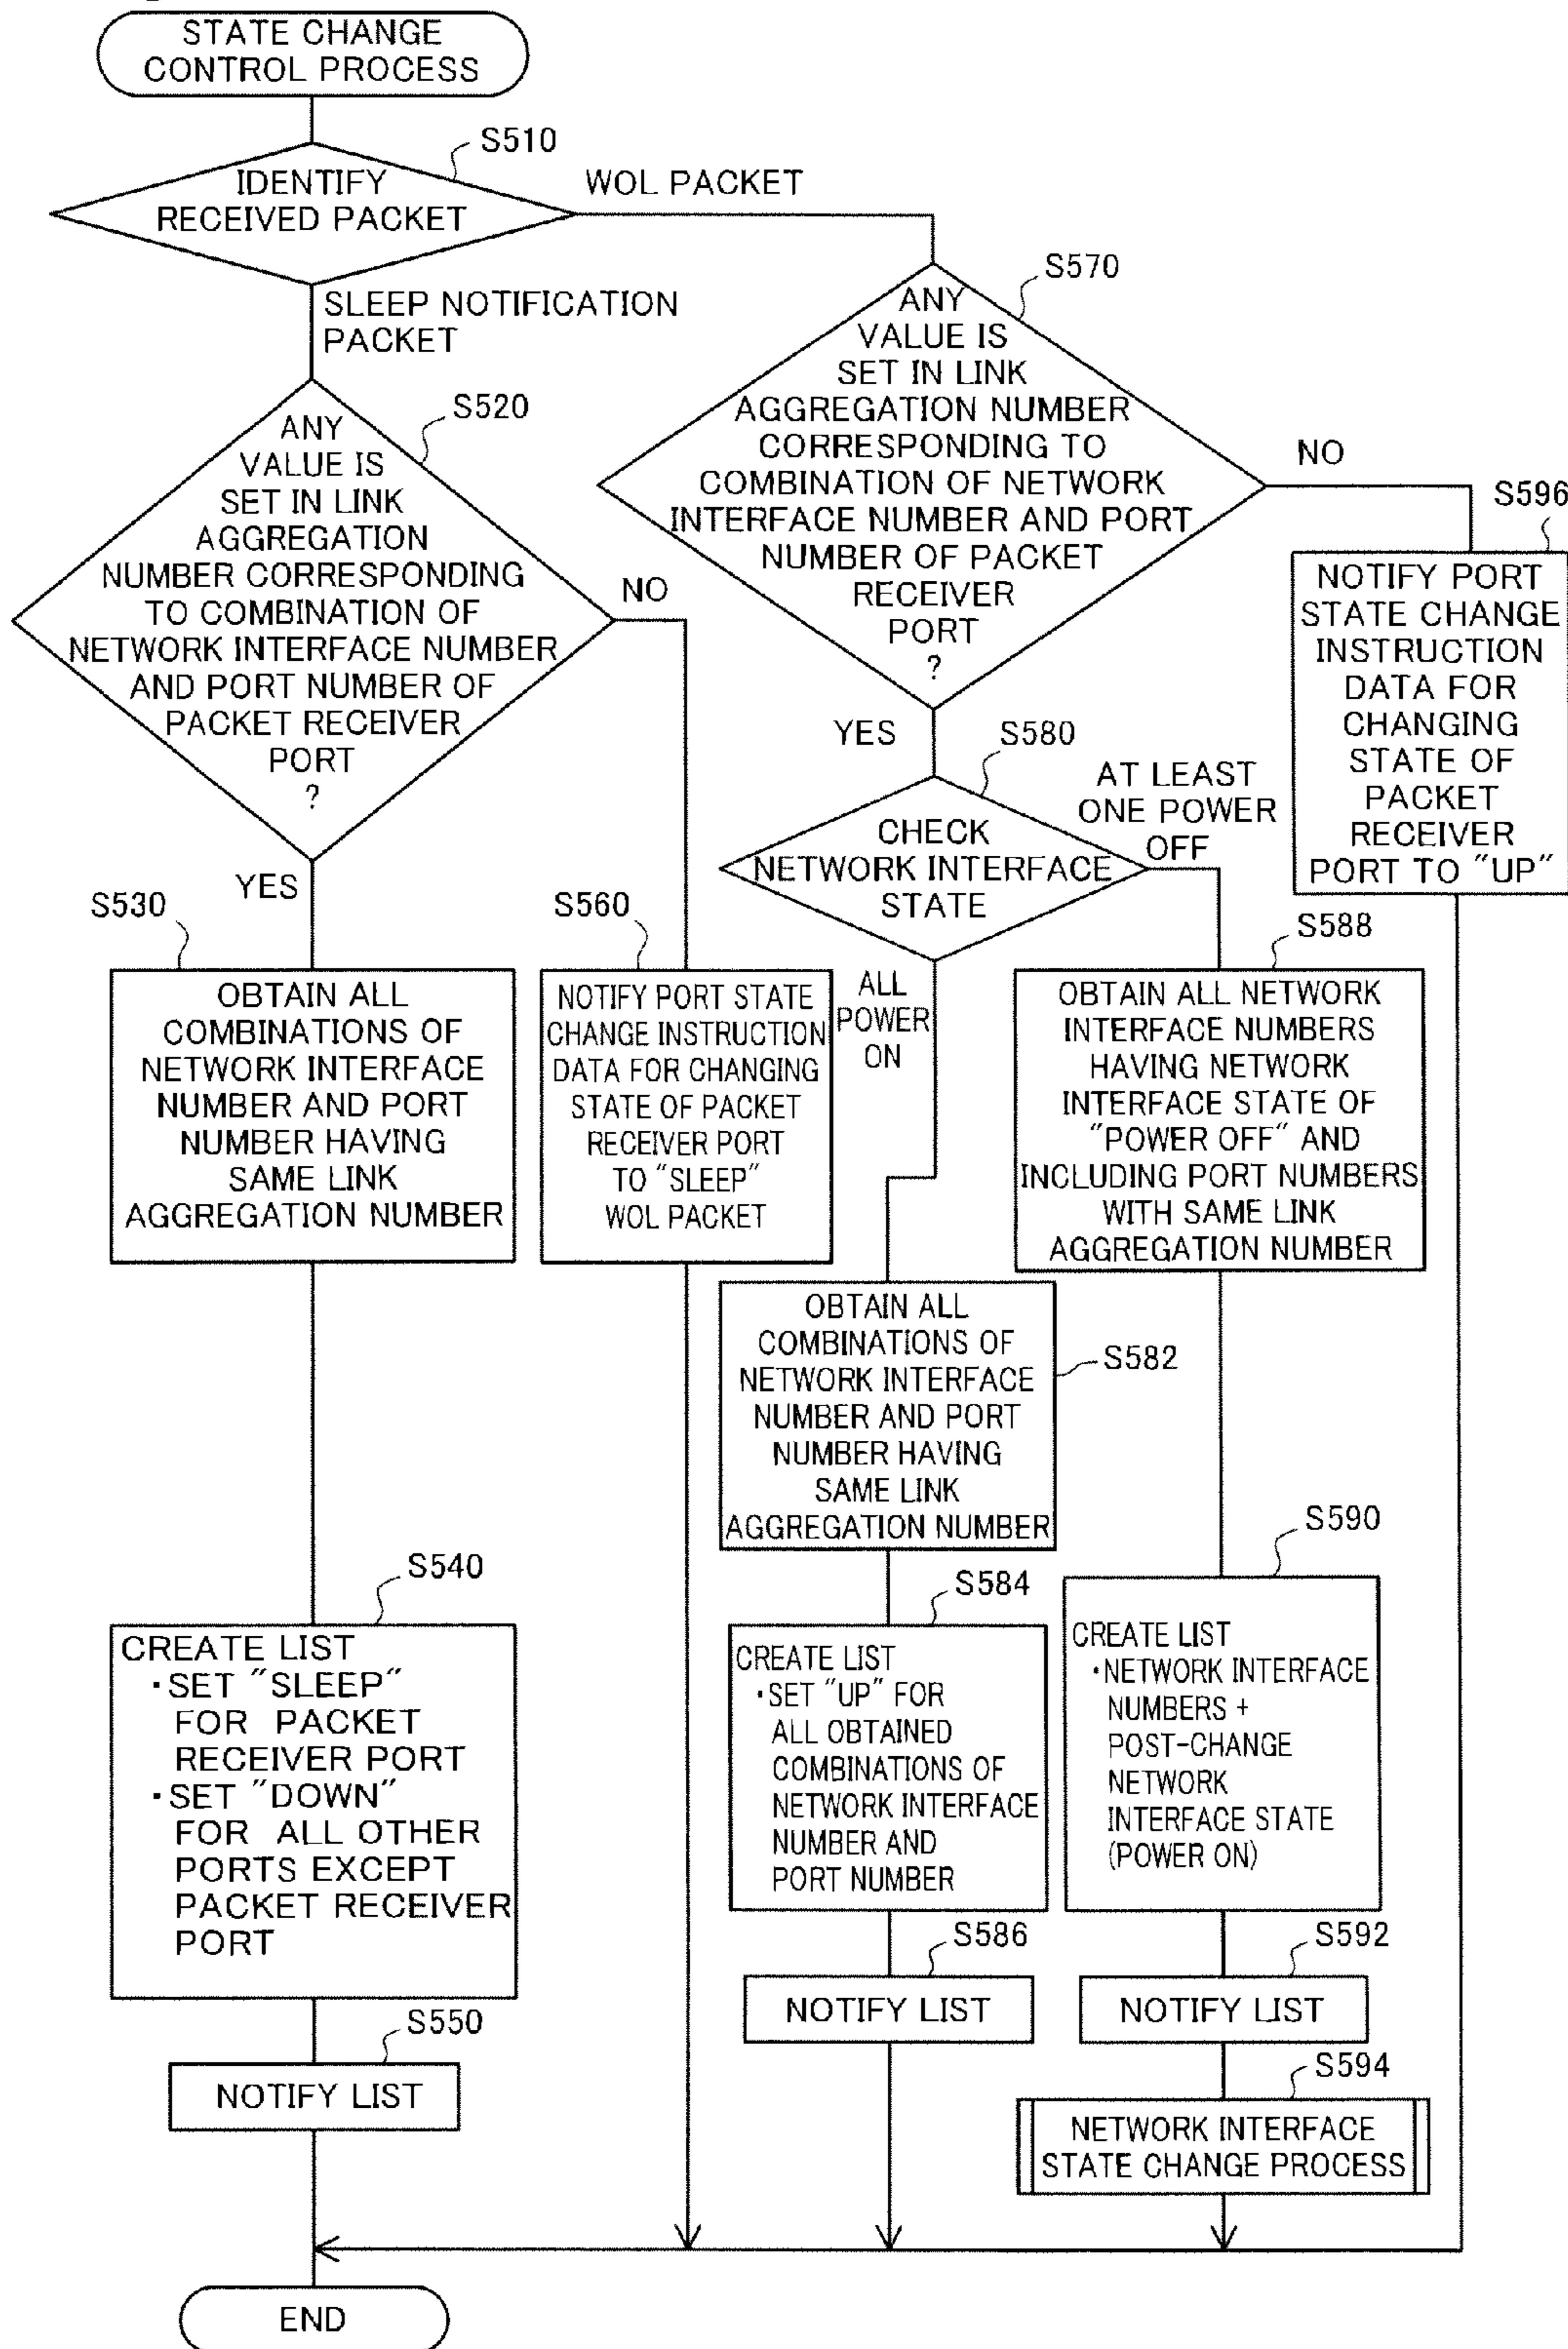 STATE CHANGE
CONTROL PROCESS
S510
IDENTIFY
RECEIVED PACKET
WOL PACKET
SLEEP NOTIFICATION
PACKET
S520
ANY
VALUE IS
SET IN LINK
AGGREGATION
NUMBER CORRESPONDING
TO COMBINATION OF
NETWORK INTERFACE NUMBER
AND PORT NUMBER OF
PACKET RECEIVER
PORT
?
NO
YES
S570
ANY
VALUE IS
SET IN LINK
AGGREGATION NUMBER
CORRESPONDING TO
COMBINATION OF NETWORK
INTERFACE NUMBER AND PORT
NUMBER OF PACKET
RECEIVER
PORT
?
NO
YES
S596
NOTIFY PORT
STATE CHANGE
INSTRUCTION
DATA FOR
CHANGING
STATE OF
PACKET
RECEIVER
PORT TO "UP"
S580
CHECK
NETWORK INTERFACE
STATE
AT LEAST
ONE POWER
OFF
ALL
POWER
ON
S530
OBTAIN ALL
COMBINATIONS OF
NETWORK INTERFACE
NUMBER AND PORT
NUMBER HAVING
SAME LINK
AGGREGATION NUMBER
S560
NOTIFY PORT STATE
CHANGE INSTRUCTION
DATA FOR CHANGING
STATE OF PACKET
RECEIVER PORT
TO "SLEEP"
WOL PACKET
S588
OBTAIN ALL NETWORK
INTERFACE NUMBERS
HAVING NETWORK
INTERFACE STATE OF
"POWER OFF" AND
INCLUDING PORT NUMBERS
WITH SAME LINK
AGGREGATION NUMBER
S582
OBTAIN ALL
COMBINATIONS OF
NETWORK INTERFACE
NUMBER AND PORT
NUMBER HAVING
SAME LINK
AGGREGATION NUMBER
S540
CREATE LIST
・SET "SLEEP"
FOR PACKET
RECEIVER PORT
・SET "DOWN"
FOR ALL OTHER
PORTS EXCEPT
PACKET RECEIVER
PORT
S584
CREATE LIST
・SET "UP" FOR
ALL OBTAINED
COMBINATIONS OF
NETWORK INTERFACE
NUMBER AND
PORT NUMBER
S590
CREATE LIST
・NETWORK INTERFACE
NUMBERS +
POST-CHANGE
NETWORK
INTERFACE STATE
(POWER ON)
S550
NOTIFY LIST
S586
NOTIFY LIST
S592
NOTIFY LIST
S594
NETWORK INTERFACE
STATE CHANGE PROCESS
END